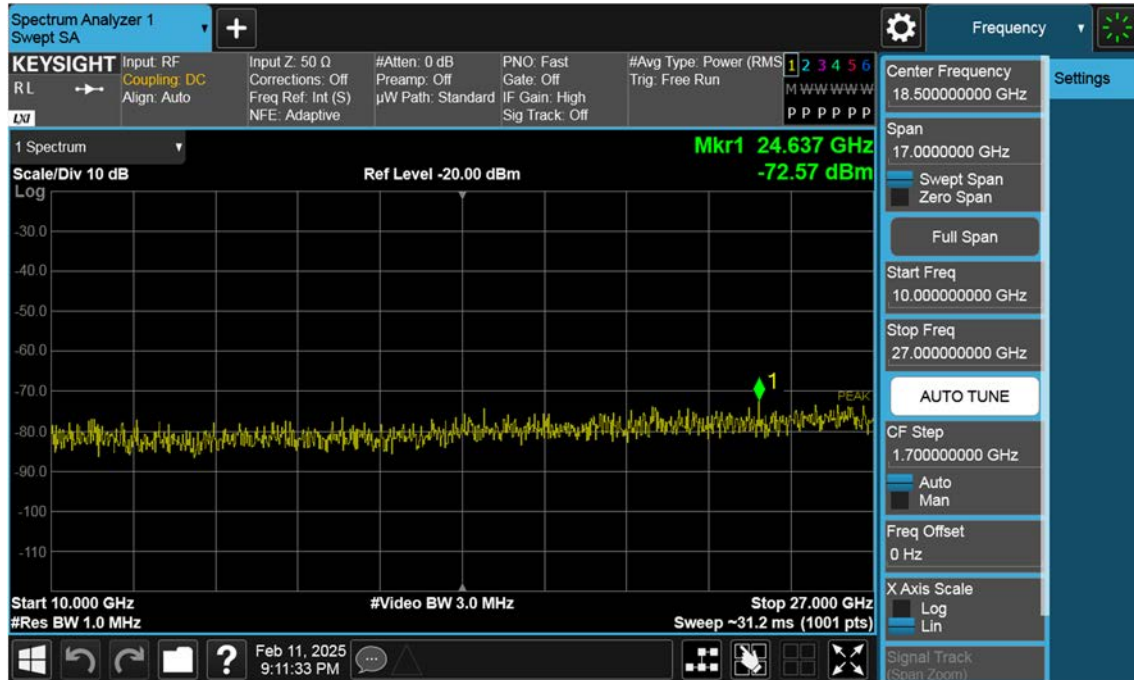 Spectrum Analyzer 1
Swept SA
+
Frequency
KEYSIGHT
RL
LXI
Input: RF
Coupling: DC
Align: Auto
Input Z: 50 Ω
Corrections: Off
Freq Ref: Int (S)
NFE: Adaptive
#Atten: 0 dB
Preamp: Off
µW Path: Standard
PNO: Fast
Gate: Off
IF Gain: High
Sig Track: Off
#Avg Type: Power (RMS
Trig: Free Run
1 2 3 4 5 6
M W W W W W
P P P P P P
1 Spectrum
Mkr1 24.637 GHz
-72.57 dBm
Scale/Div 10 dB
Ref Level -20.00 dBm
Log
-30.0
-40.0
-50.0
-60.0
-70.0
-80.0
-90.0
-100
-110
1
PEAK
Start 10.000 GHz
#Video BW 3.0 MHz
Stop 27.000 GHz
#Res BW 1.0 MHz
Sweep ~31.2 ms (1001 pts)
Feb 11, 2025
9:11:33 PM
?
Center Frequency
18.500000000 GHz
Span
17.0000000 GHz
Swept Span
Zero Span
Full Span
Start Freq
10.000000000 GHz
Stop Freq
27.000000000 GHz
AUTO TUNE
CF Step
1.700000000 GHz
Auto
Man
Freq Offset
0 Hz
X Axis Scale
Log
Lin
Signal Track
(Span Zoom)
Settings